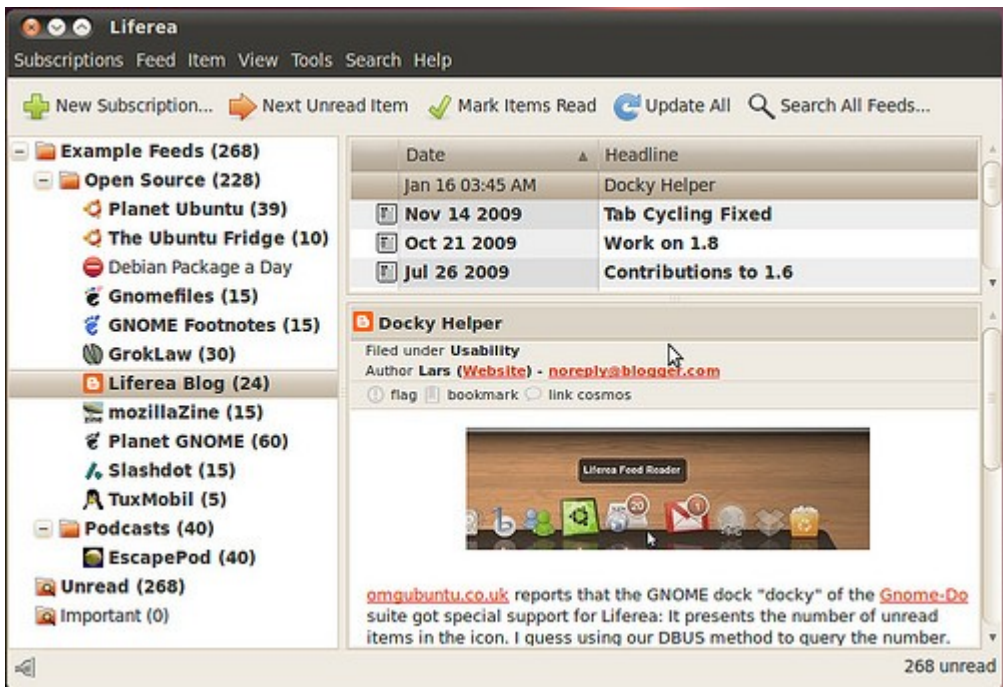 Liferea
Subscriptions Feed Item View Tools Search Help
New Subscription... Next Unread Item Mark Items Read Update All Search All Feeds...
Example Feeds (268)
Open Source (228)
Planet Ubuntu (39)
The Ubuntu Fridge (10)
Debian Package a Day
Gnomefiles (15)
GNOME Footnotes (15)
GrokLaw (30)
Liferea Blog (24)
mozillaZine (15)
Planet GNOME (60)
Slashdot (15)
TuxMobil (5)
Podcasts (40)
EscapePod (40)
Unread (268)
Important (0)
Date Headline
Jan 16 03:45 AM Docky Helper
Nov 14 2009 Tab Cycling Fixed
Oct 21 2009 Work on 1.8
Jul 26 2009 Contributions to 1.6
Docky Helper
Filed under Usability
Author Lars (Website) - noreply@blogger.com
flag bookmark link cosmos
Liferea Feed Reader
20
1
omgubuntu.co.uk reports that the GNOME dock "docky" of the Gnome-Do
suite got special support for Liferea: It presents the number of unread
items in the icon. I guess using our DBUS method to query the number.
268 unread